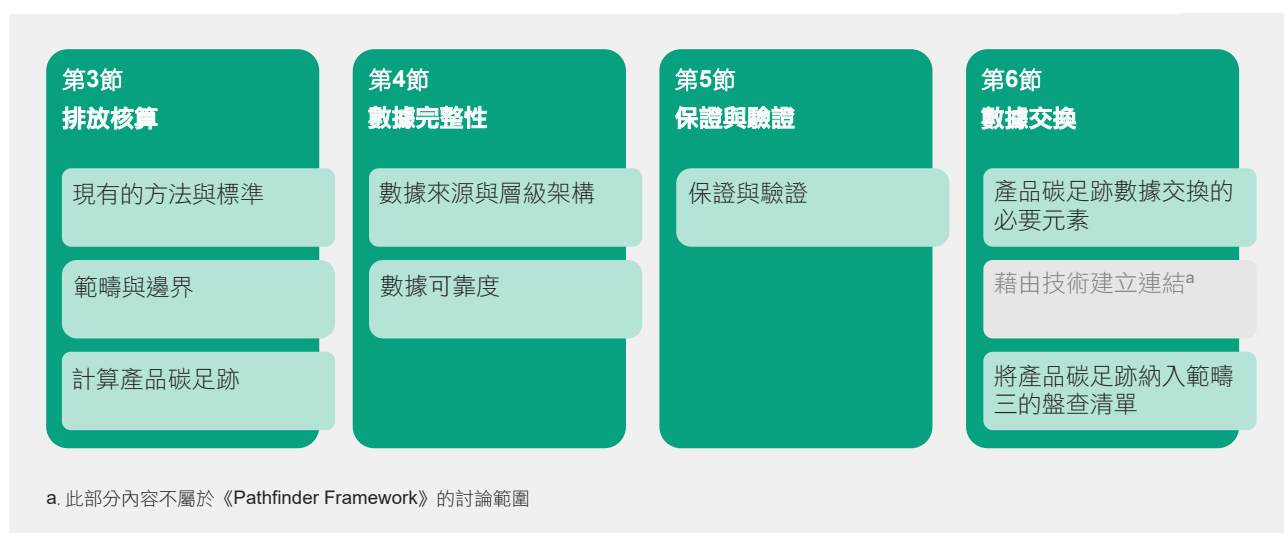 第3節
排放核算
現有的方法與標準
範疇與邊界
計算產品碳足跡
第4節
數據完整性
數據來源與層級架構
數據可靠度
第5節
保證與驗證
保證與驗證
第6節
數據交換
產品碳足跡數據交換的
必要元素
藉由技術建立連結a
將產品碳足跡納入範疇
三的盤查清單
a. 此部分內容不屬於《Pathfinder Framework》的討論範圍